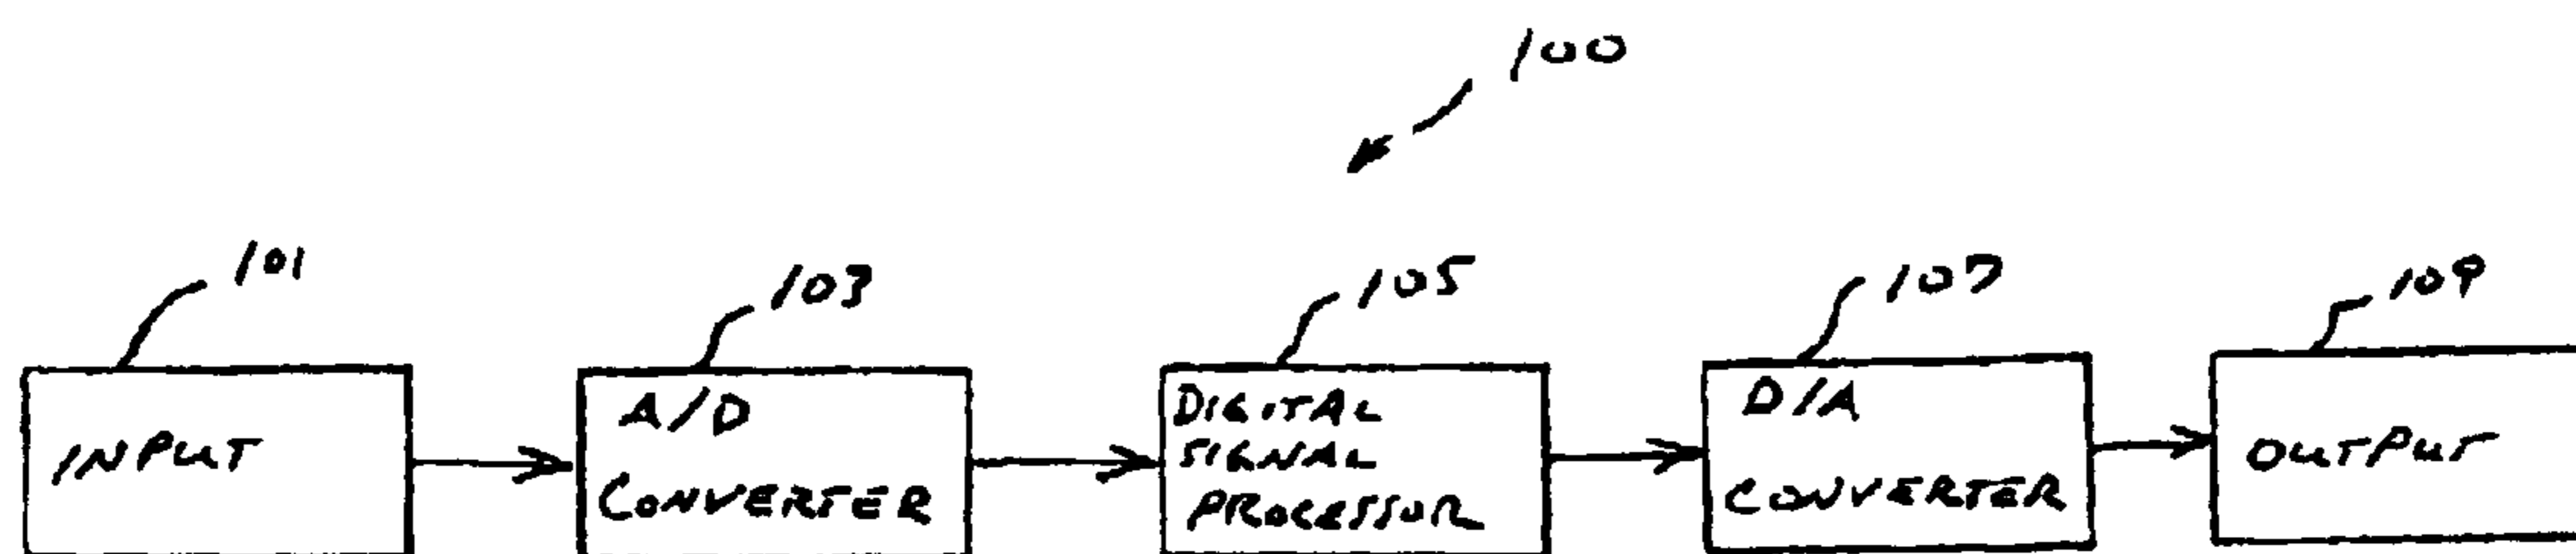 100
101
103
105
107
109
INPUT
A/D
CONVERTER
DIGITAL
SIGNAL
PROCESSOR
D/A
CONVERTER
OUTPUT